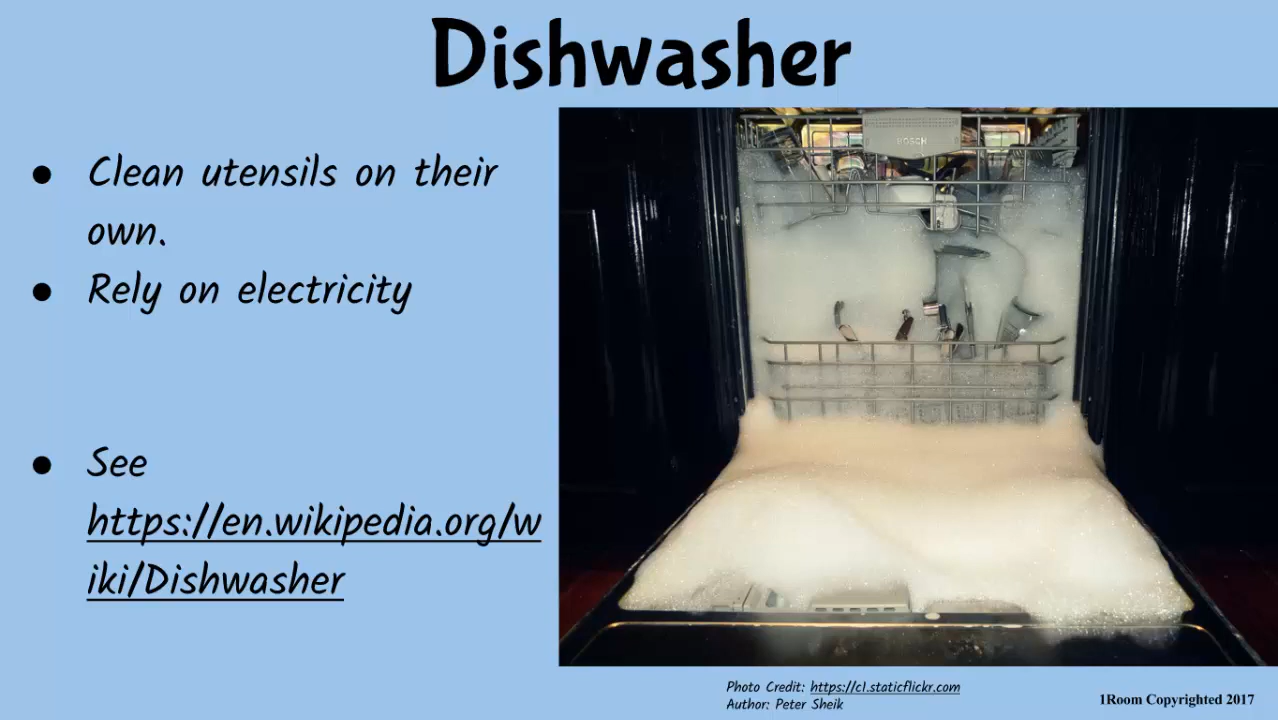 Dishwasher
● Clean utensils on their
own.
● Rely on electricity
● See
https://en.wikipedia.org/w
iki/Dishwasher
BOSCH
Photo Credit: https://c1.staticflickr.com
Author: Peter Sheik
1Room Copyrighted 2017